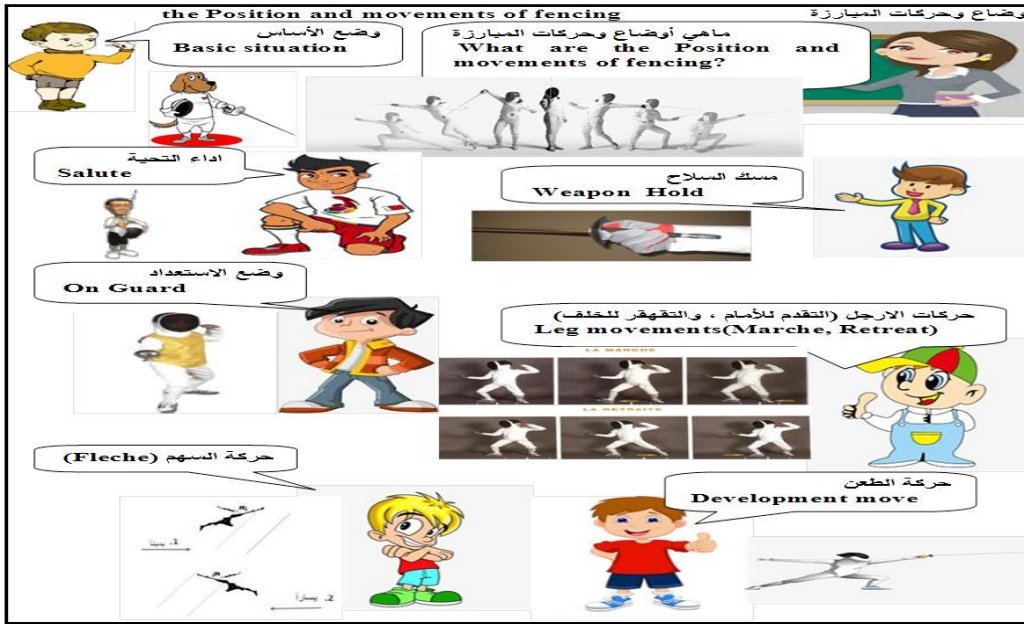 the Position and movements of fencing
وضاع وحركات المبارزة
وضع الأساس
Basic situation
ماهي أوضاع وحركات المبارزة
What are the Position and
movements of fencing?
اداء التحية
Salute
مسك السلاح
Weapon Hold
وضع الاستعداد
On Guard
حركات الارجل (التقدم للأمام ، والتقهقر للخلف)
Leg movements(Marche, Retreat)
LA MARCHE
LA RETRAITE
حركة السهم (Fleche)
حركة الطعن
Development move
1. يمينا
2. يسارا